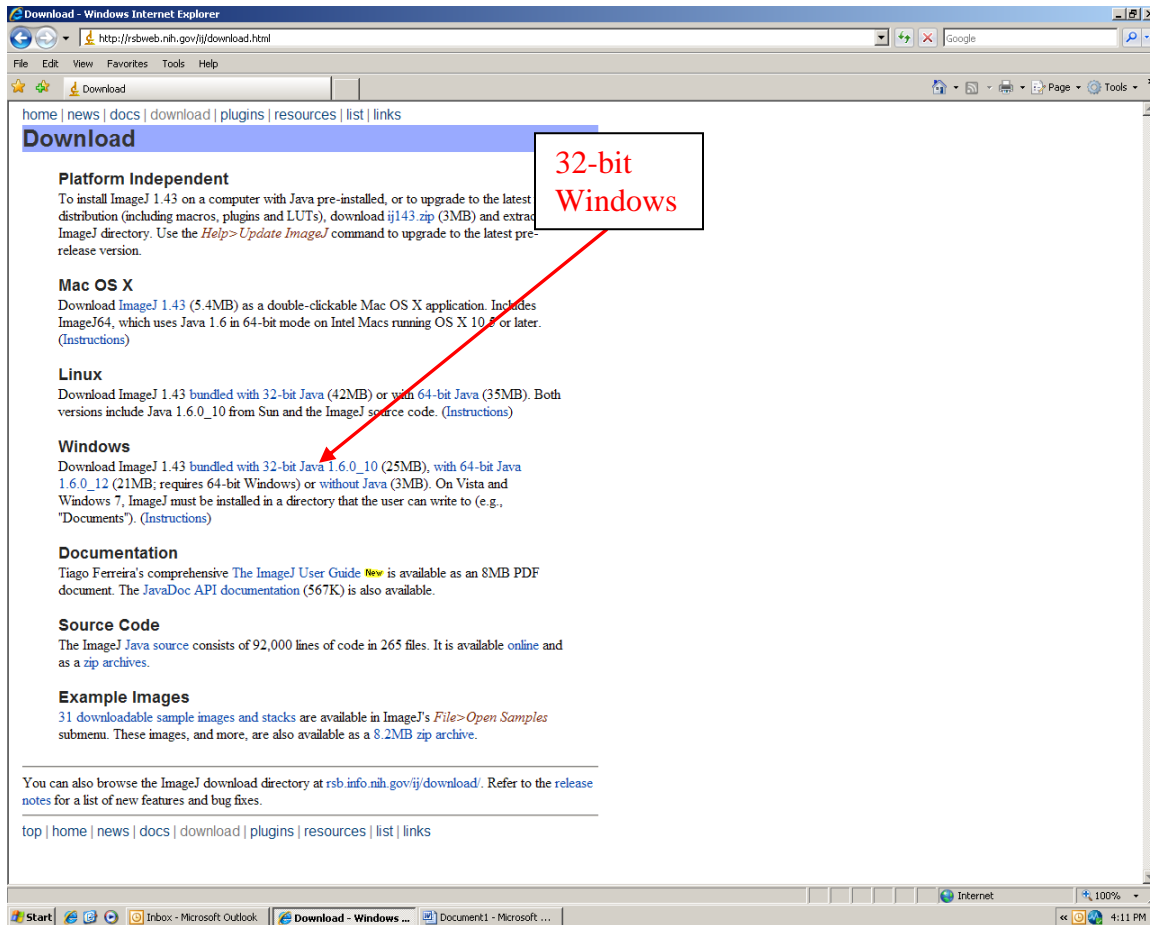 Download - Windows Internet Explorer
http://rsbweb.nih.gov/ij/download.html
Google
File Edit View Favorites Tools Help
Download
Page Tools
home | news | docs | download | plugins | resources | list | links
Download
32-bit
Windows
Platform Independent
To install ImageJ 1.43 on a computer with Java pre-installed, or to upgrade to the latest
distribution (including macros, plugins and LUTs), download ij143.zip (3MB) and extrac
ImageJ directory. Use the Help>Update ImageJ command to upgrade to the latest pre-
release version.
Mac OS X
Download ImageJ 1.43 (5.4MB) as a double-clickable Mac OS X application. Includes
ImageJ64, which uses Java 1.6 in 64-bit mode on Intel Macs running OS X 10.5 or later.
(Instructions)
Linux
Download ImageJ 1.43 bundled with 32-bit Java (42MB) or with 64-bit Java (35MB). Both
versions include Java 1.6.0_10 from Sun and the ImageJ source code. (Instructions)
Windows
Download ImageJ 1.43 bundled with 32-bit Java 1.6.0_10 (25MB), with 64-bit Java
1.6.0_12 (21MB; requires 64-bit Windows) or without Java (3MB). On Vista and
Windows 7, ImageJ must be installed in a directory that the user can write to (e.g.,
"Documents"). (Instructions)
Documentation
Tiago Ferreira's comprehensive The ImageJ User Guide New is available as an 8MB PDF
document. The JavaDoc API documentation (567K) is also available.
Source Code
The ImageJ Java source consists of 92,000 lines of code in 265 files. It is available online and
as a zip archives.
Example Images
31 downloadable sample images and stacks are available in ImageJ's File>Open Samples
submenu. These images, and more, are also available as a 8.2MB zip archive.
You can also browse the ImageJ download directory at rsb.info.nih.gov/ij/download/. Refer to the release
notes for a list of new features and bug fixes.
top | home | news | docs | download | plugins | resources | list | links
Internet 100%
Start Inbox - Microsoft Outlook Download - Windows ... Document1 - Microsoft ... 4:11 PM